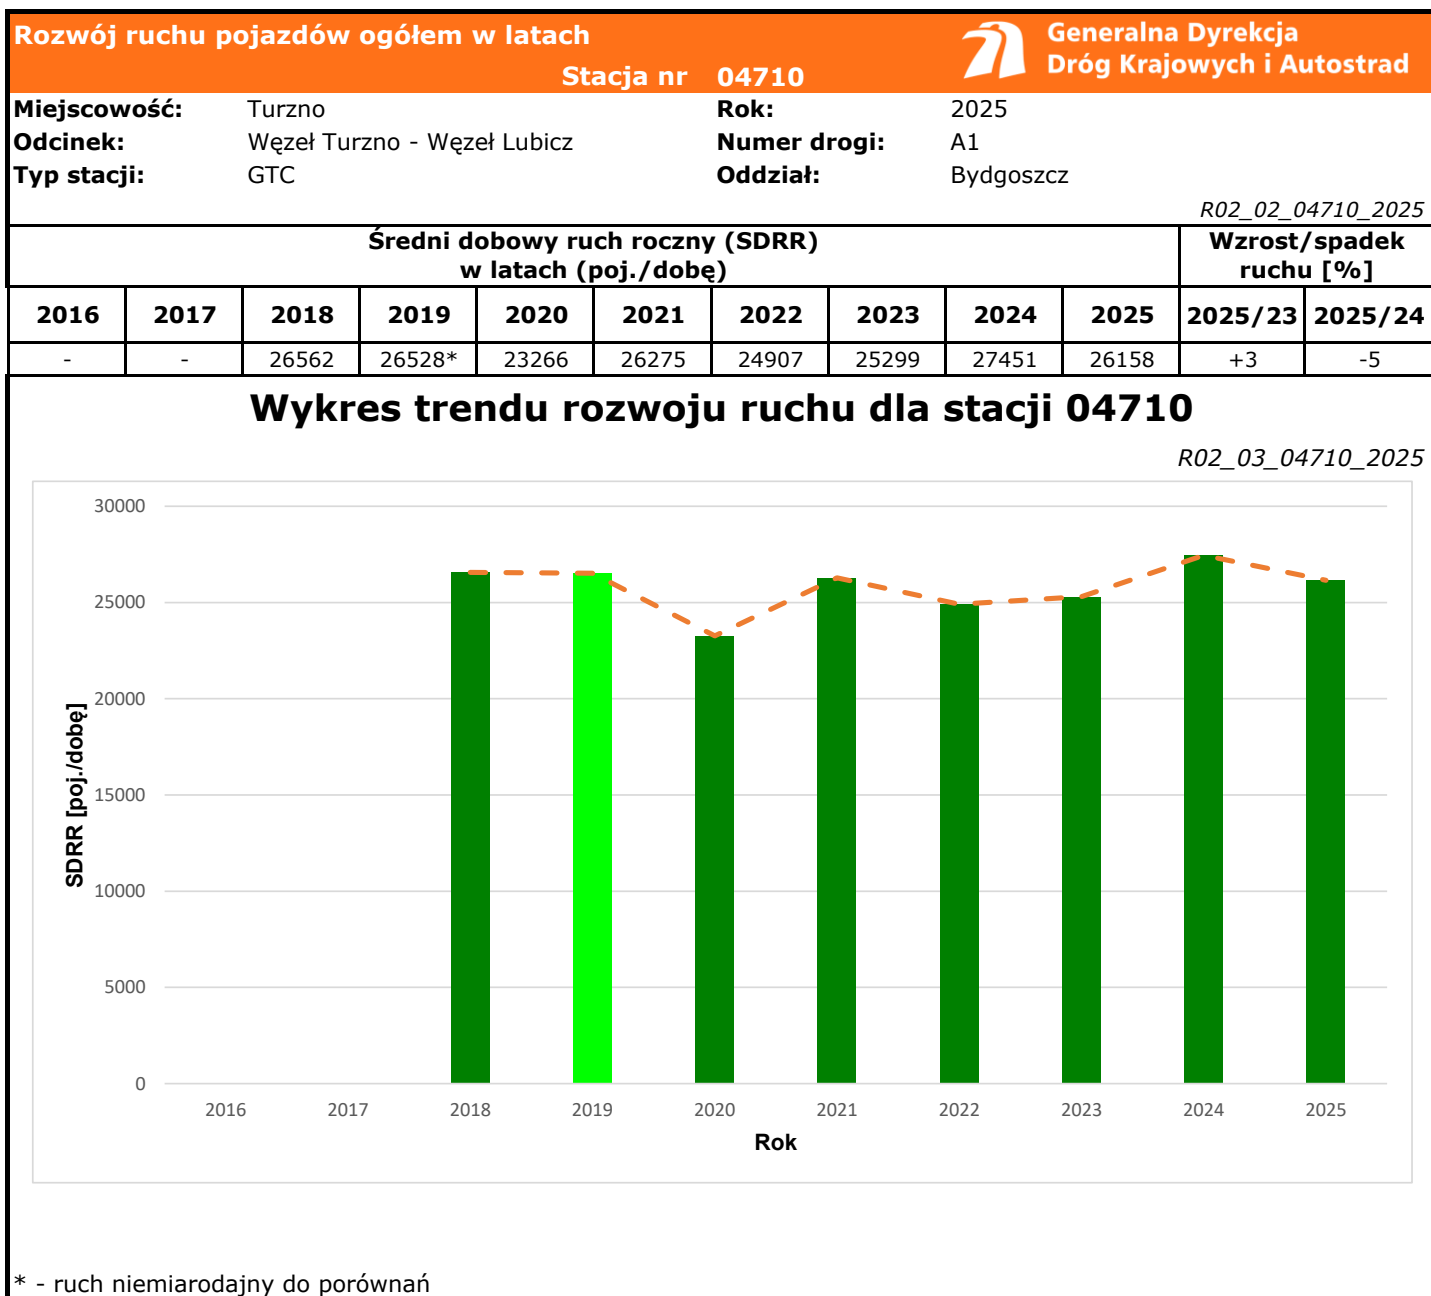 Rozwój ruchu pojazdów ogółem w latach
Generalna Dyrekcja
Dróg Krajowych i Autostrad
Stacja nr 04710
Miejscowość: Turzno Rok: 2025
Odcinek: Węzeł Turzno - Węzeł Lubicz Numer drogi: A1
Typ stacji: GTC Oddział: Bydgoszcz
R02_02_04710_2025
Średni dobowy ruch roczny (SDRR) Wzrost/spadek
w latach (poj./dobę) ruchu [%]
2016 2017 2018 2019 2020 2021 2022 2023 2024 2025 2025/23 2025/24
- - 26562 26528* 23266 26275 24907 25299 27451 26158 +3 -5
Wykres trendu rozwoju ruchu dla stacji 04710
R02_03_04710_2025
30000
25000
20000
15000
10000
5000
0
SDRR [poj./dobę]
2016 2017 2018 2019 2020 2021 2022 2023 2024 2025
Rok
* - ruch niemiarodajny do porównań